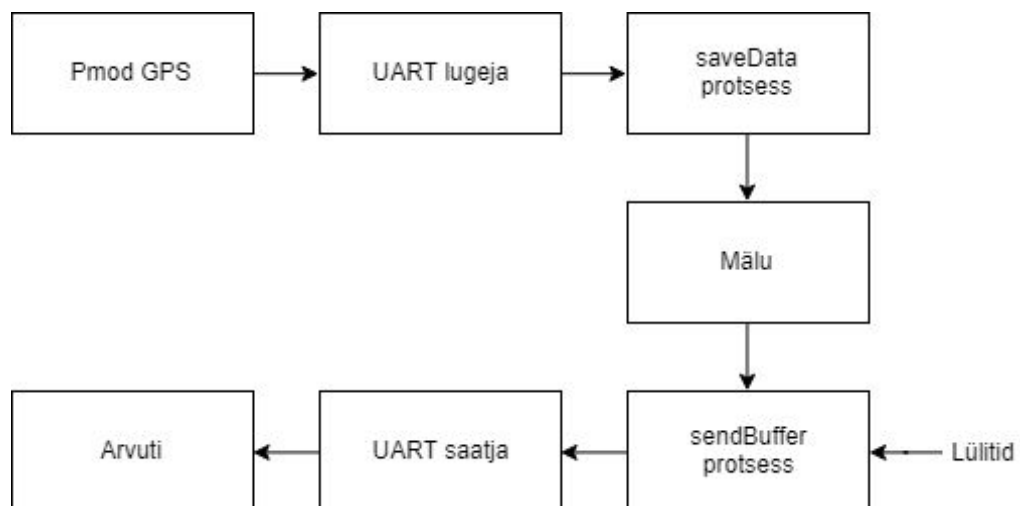 Pmod GPS
UART lugeja
saveData
protsess
Mälu
Arvuti
UART saatja
sendBuffer
protsess
Lülitid